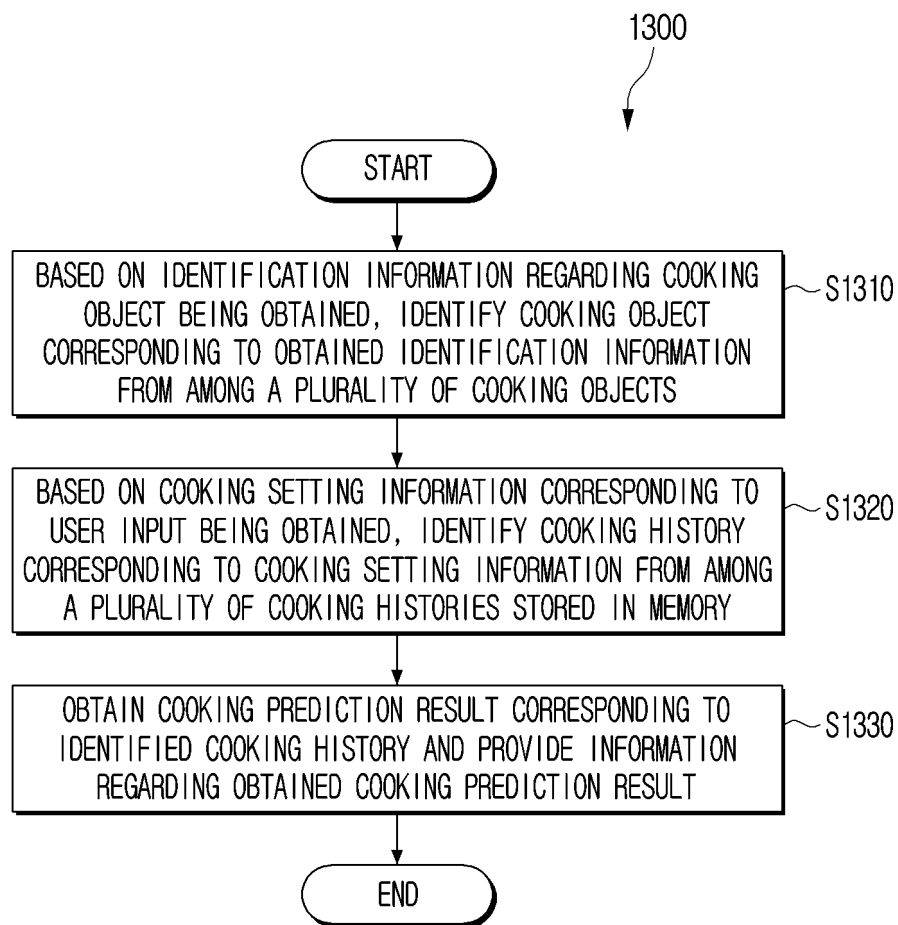 1300
START
BASED ON IDENTIFICATION INFORMATION REGARDING COOKING
OBJECT BEING OBTAINED, IDENTIFY COOKING OBJECT
CORRESPONDING TO OBTAINED IDENTIFICATION INFORMATION
FROM AMONG A PLURALITY OF COOKING OBJECTS
S1310
BASED ON COOKING SETTING INFORMATION CORRESPONDING TO
USER INPUT BEING OBTAINED, IDENTIFY COOKING HISTORY
CORRESPONDING TO COOKING SETTING INFORMATION FROM AMONG
A PLURALITY OF COOKING HISTORIES STORED IN MEMORY
S1320
OBTAIN COOKING PREDICTION RESULT CORRESPONDING TO
IDENTIFIED COOKING HISTORY AND PROVIDE INFORMATION
REGARDING OBTAINED COOKING PREDICTION RESULT
S1330
END